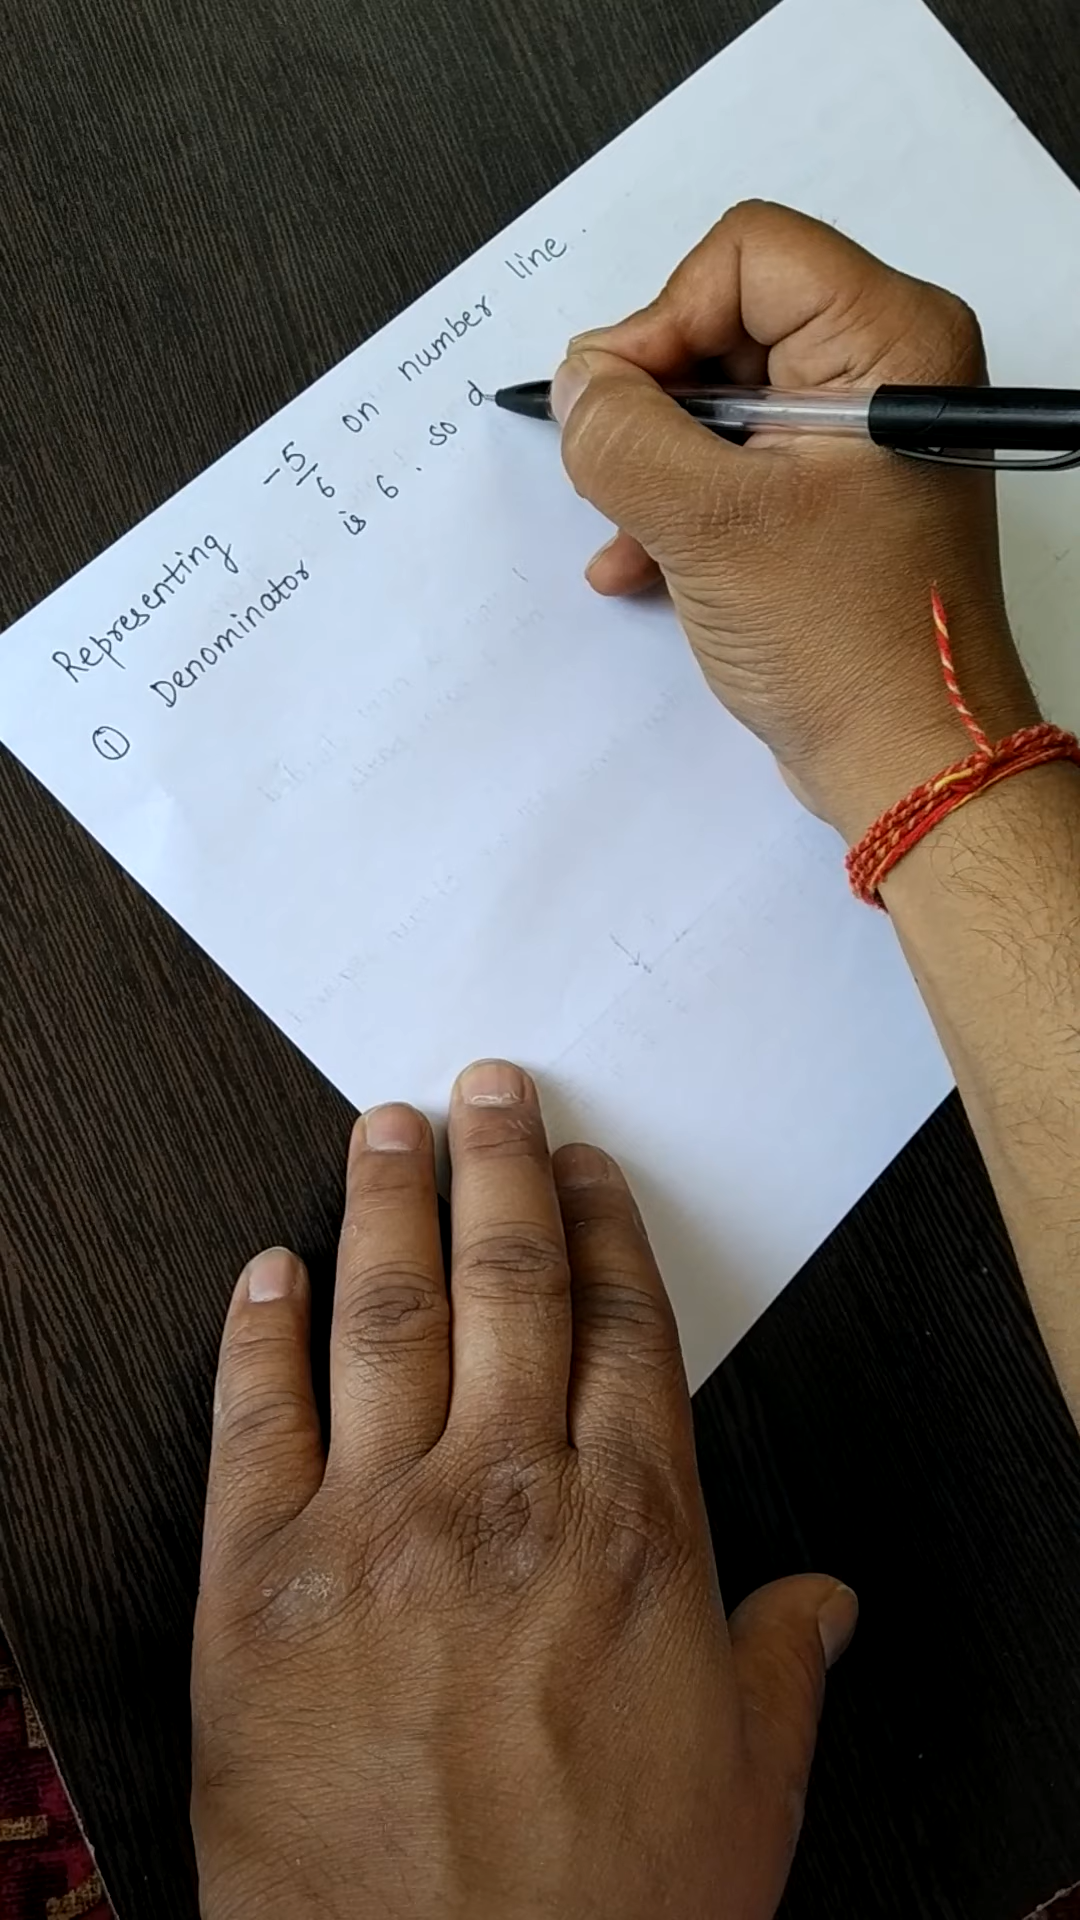 Representing -5/6 on number line.
① Denominator is 6. so d